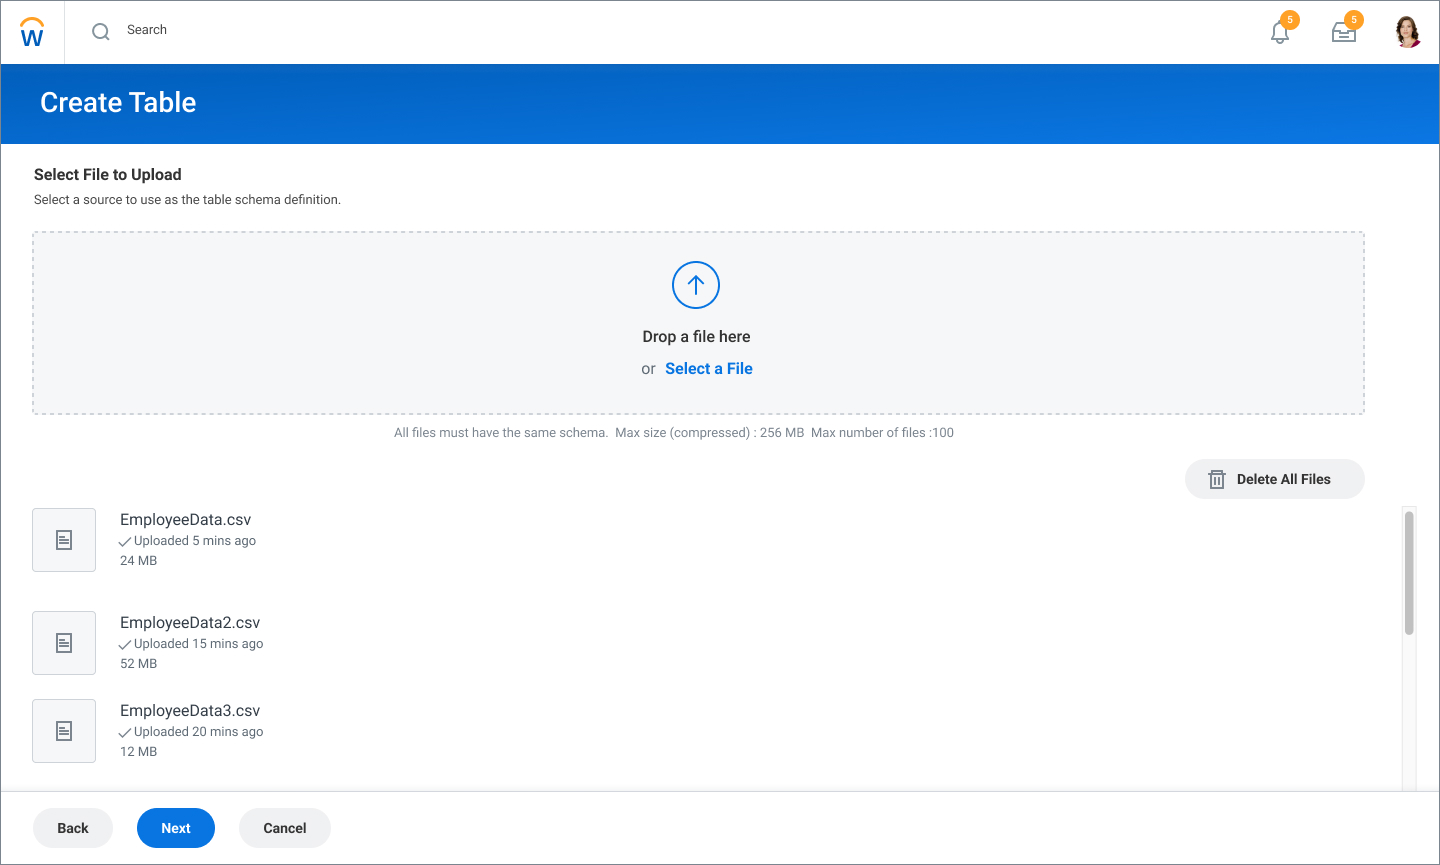 W
Search
5
5
Create Table
Select File to Upload
Select a source to use as the table schema definition.
Drop a file here
or Select a File
All files must have the same schema. Max size (compressed) : 256 MB Max number of files :100
Delete All Files
EmployeeData.csv
Uploaded 5 mins ago
24 MB
EmployeeData2.csv
Uploaded 15 mins ago
52 MB
EmployeeData3.csv
Uploaded 20 mins ago
12 MB
Back Next Cancel